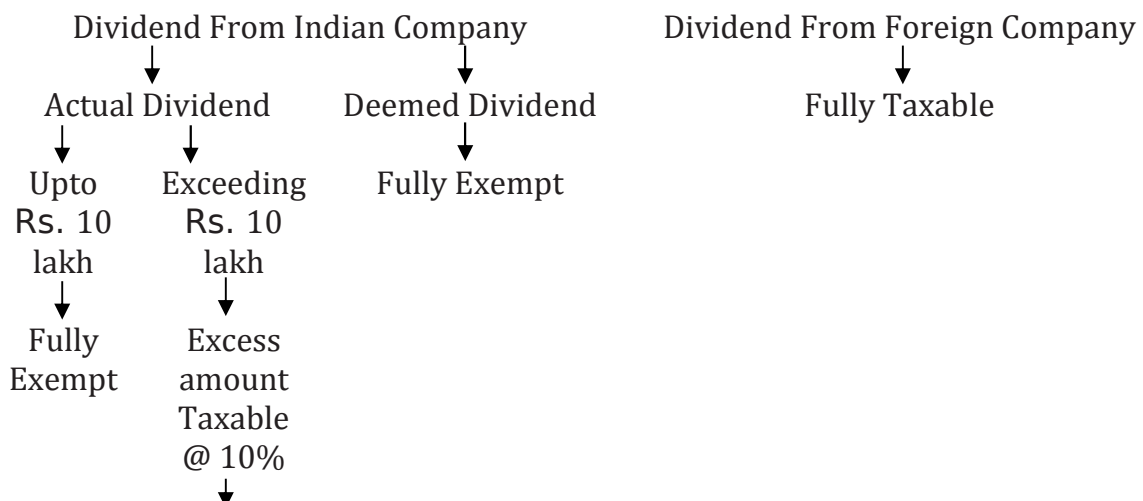 Dividend From Indian Company
Dividend From Foreign Company
Actual Dividend
Deemed Dividend
Fully Taxable
Upto
Rs. 10
lakh
Exceeding
Rs. 10
lakh
Fully Exempt
Fully
Exempt
Excess
amount
Taxable
@ 10%